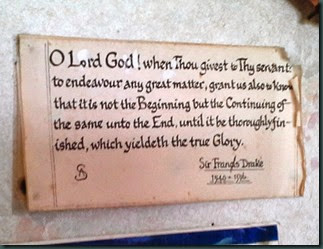 O Lord God! when Thou givest to Thy servants
to endeavour any great matter, grant us also to know
that it is not the Beginning but the Continuing of
the same unto the End, until it be thoroughly fin-
ished, which yieldeth the true Glory.
Sir Francis Drake
1540-1596